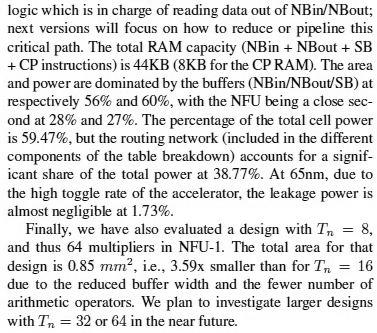 logic which is in charge of reading data out of NBin/NBout;
next versions will focus on how to reduce or pipeline this
critical path. The total RAM capacity (NBin + NBout + SB
+ CP instructions) is 44KB (8KB for the CP RAM). The area
and power are dominated by the buffers (NBin/NBout/SB) at
respectively 56% and 60%, with the NFU being a close sec-
ond at 28% and 27%. The percentage of the total cell power
is 59.47%, but the routing network (included in the different
components of the table breakdown) accounts for a signif-
icant share of the total power at 38.77%. At 65nm, due to
the high toggle rate of the accelerator, the leakage power is
almost negligible at 1.73%.
Finally, we have also evaluated a design with Tn = 8,
and thus 64 multipliers in NFU-1. The total area for that
design is 0.85 mm², i.e., 3.59x smaller than for Tn = 16
due to the reduced buffer width and the fewer number of
arithmetic operators. We plan to investigate larger designs
with Tn = 32 or 64 in the near future.